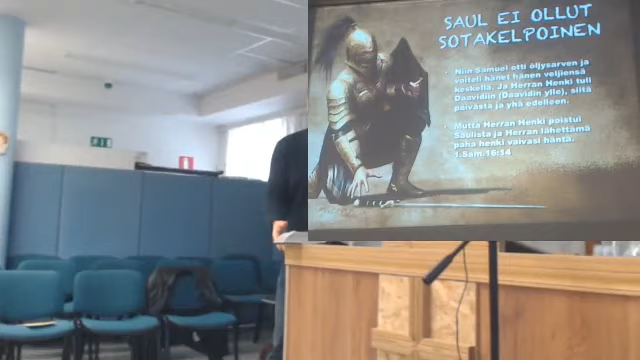 SAUL EI OLLUT
SOTAKELPOINEN
Niin Samuel otti öljysarven ja
voiteli hänet hänen veljiensä
keskellä. Ja Herran Henki tuli
Daavidiin (Daavidin ylle), siitä
päivästä ja yhä edelleen.
Mutta Herran Henki poistui
Saulista ja Herran lähettämä
paha henki vaivasi häntä.
1.Sam.16:14